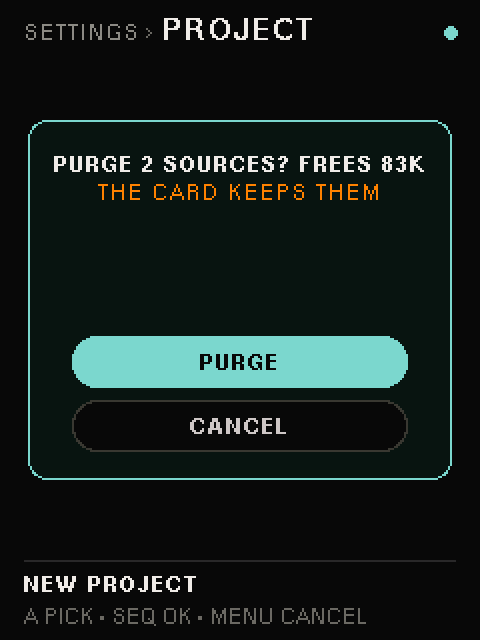 SETTINGS › PROJECT
PURGE 2 SOURCES? FREES 83K
THE CARD KEEPS THEM
PURGE
CANCEL
NEW PROJECT
A PICK · SEQ OK · MENU CANCEL